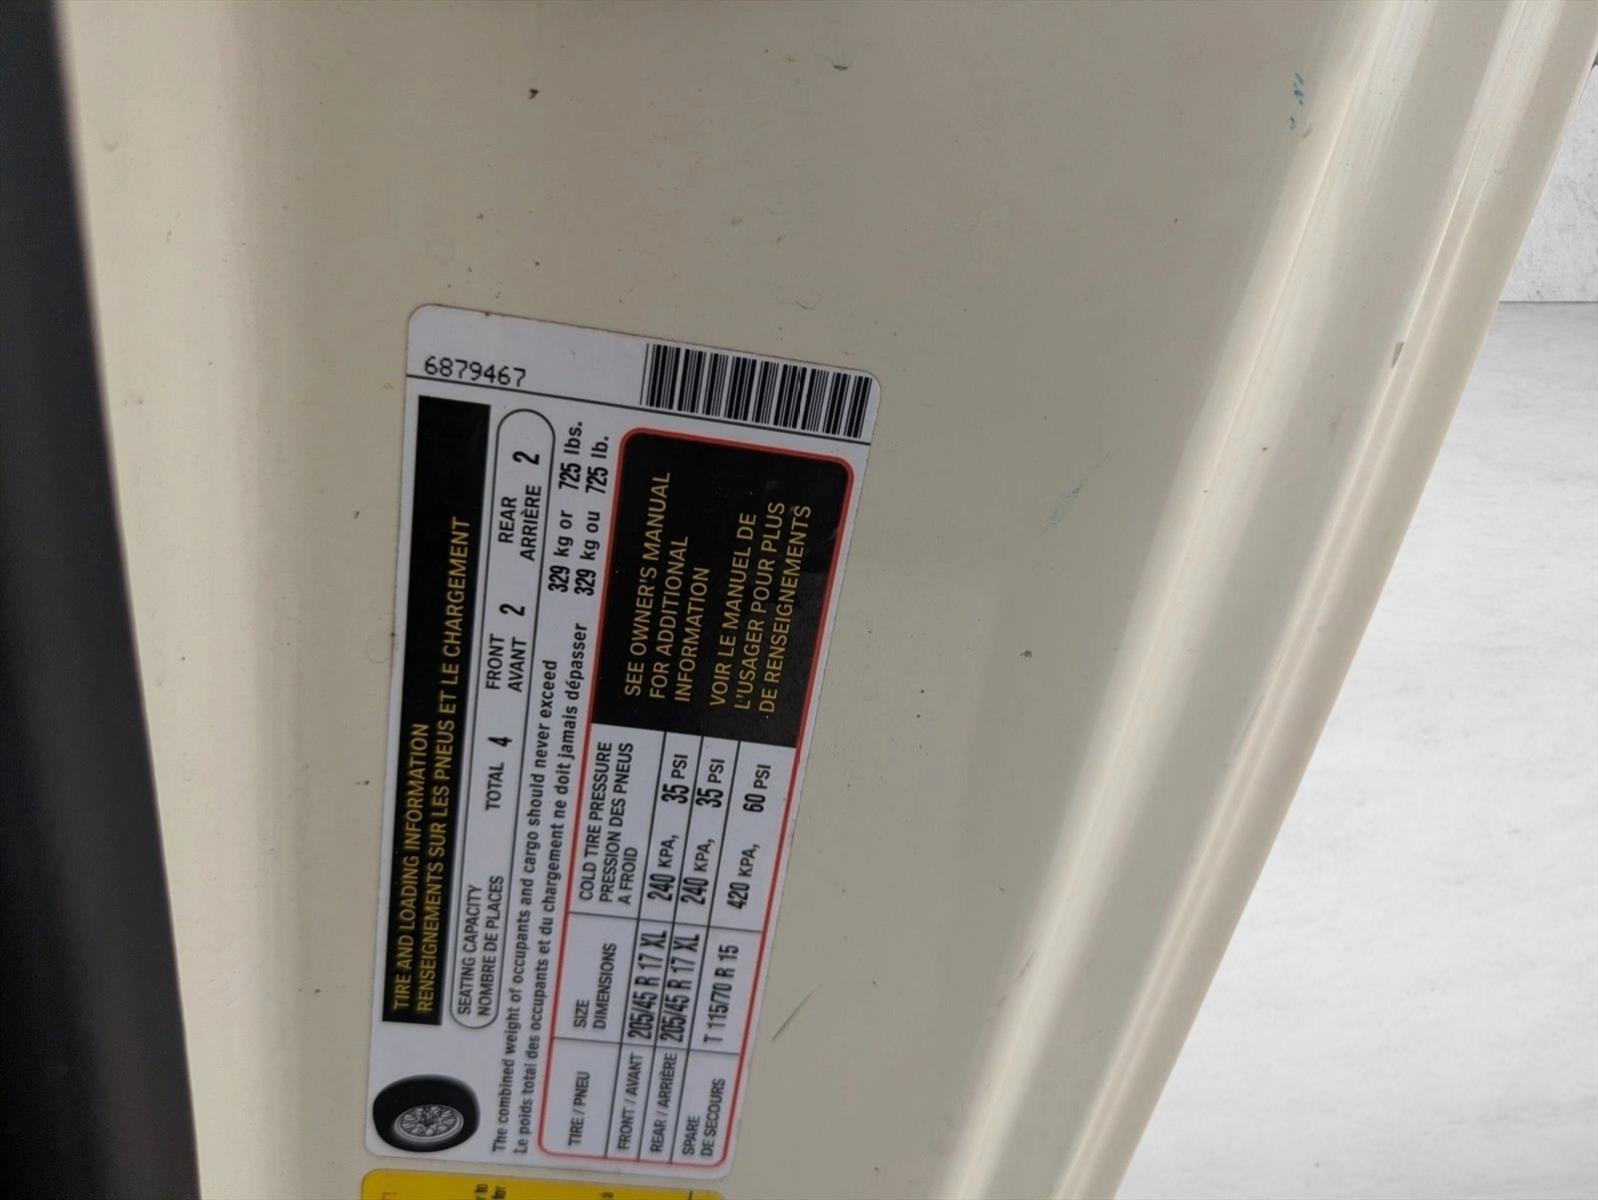 6879467
TIRE AND LOADING INFORMATION
RENSEIGNEMENTS SUR LES PNEUS ET LE CHARGEMENT
SEATING CAPACITY TOTAL 4 FRONT 2 REAR 2
NOMBRE DE PLACES AVANT ARRIÈRE
The combined weight of occupants and cargo should never exceed 329 kg or 725 lbs.
Le poids total des occupants et du chargement ne doit jamais dépasser 329 kg ou 725 lb.
TIRE / PNEU
SIZE
DIMENSIONS
COLD TIRE PRESSURE
PRESSION DES PNEUS
A FROID
FRONT / AVANT 205/45 R 17 XL 240 KPA, 35 PSI
REAR / ARRIÈRE 205/45 R 17 XL 240 KPA, 35 PSI
SPARE
DE SECOURS T 115/70 R 15 420 KPA, 60 PSI
SEE OWNER'S MANUAL
FOR ADDITIONAL
INFORMATION
VOIR LE MANUEL DE
L'USAGER POUR PLUS
DE RENSEIGNEMENTS
to
for
à